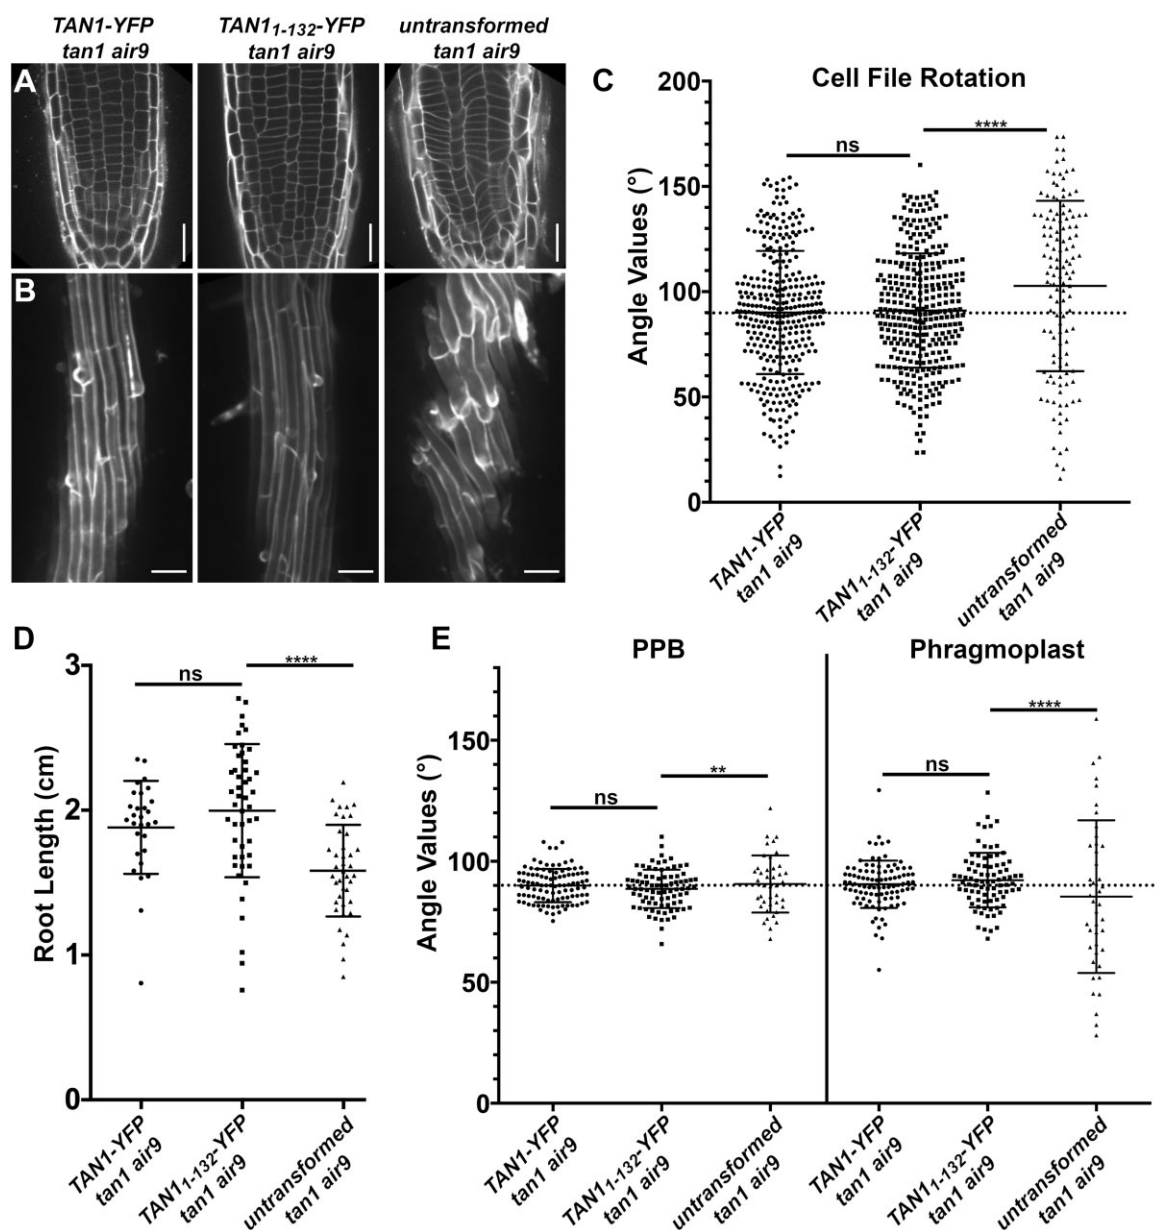 TAN1-YFP
tan1 air9
TAN1₁₋₁₃₂-YFP
tan1 air9
untransformed
tan1 air9
A
B
C
Cell File Rotation
Angle Values (°)
200
150
100
50
0
ns
****
TAN1-YFP
tan1 air9
TAN1₁₋₁₃₂-YFP
tan1 air9
untransformed
tan1 air9
D
Root Length (cm)
3
2
1
0
ns
****
TAN1-YFP
tan1 air9
TAN1₁₋₁₃₂-YFP
tan1 air9
untransformed
tan1 air9
E
PPB
Phragmoplast
Angle Values (°)
150
100
50
0
ns
**
ns
****
TAN1-YFP
tan1 air9
TAN1₁₋₁₃₂-YFP
tan1 air9
untransformed
tan1 air9
TAN1-YFP
tan1 air9
TAN1₁₋₁₃₂-YFP
tan1 air9
untransformed
tan1 air9